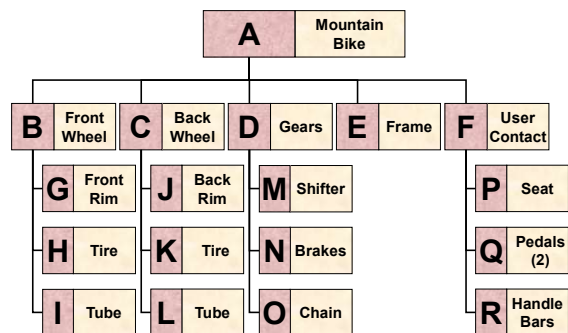 A Mountain
Bike
B Front
Wheel
C Back
Wheel
D Gears
E Frame
F User
Contact
G Front
Rim
J Back
Rim
M Shifter
P Seat
H Tire
K Tire
N Brakes
Q Pedals
(2)
I Tube
L Tube
O Chain
R Handle
Bars